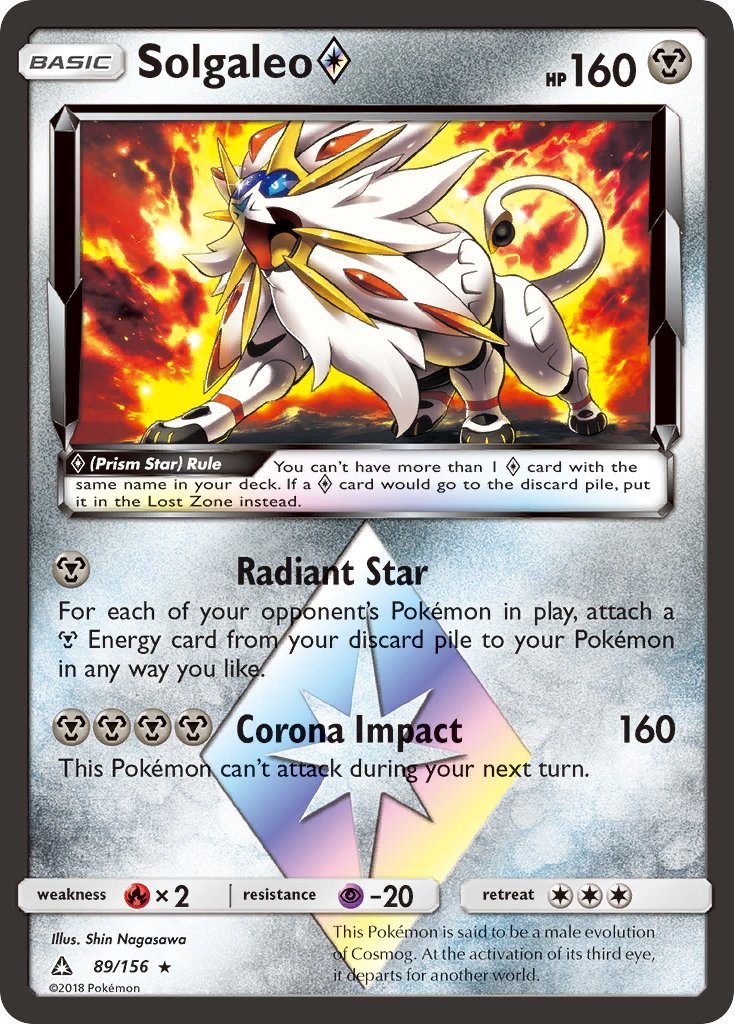 BASIC Solgaleo HP 160
(Prism Star) Rule You can't have more than 1 card with the
same name in your deck. If a card would go to the discard pile, put
it in the Lost Zone instead.
Radiant Star
For each of your opponent's Pokémon in play, attach a
Energy card from your discard pile to your Pokémon
in any way you like.
Corona Impact 160
This Pokémon can't attack during your next turn.
weakness × 2 resistance -20 retreat
Illus. Shin Nagasawa
89/156 ★
©2018 Pokémon
This Pokémon is said to be a male evolution
of Cosmog. At the activation of its third eye,
it departs for another world.